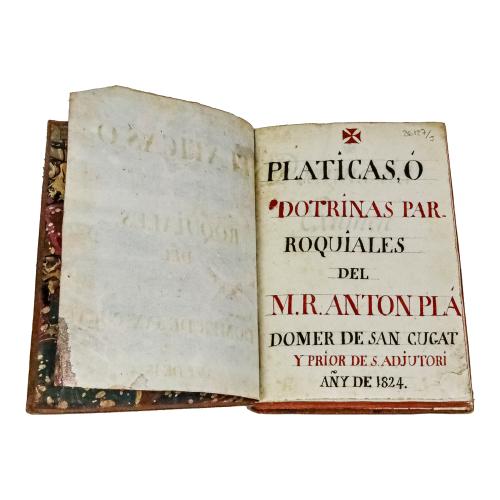 PLATICAS, Ó
DOTRINAS PAR-
ROQUIALES
DEL
M.R. ANTON PLÁ
DOMER DE SAN CUGAT
Y PRIOR DE S. ADJUTORI
AÑY DE 1824.